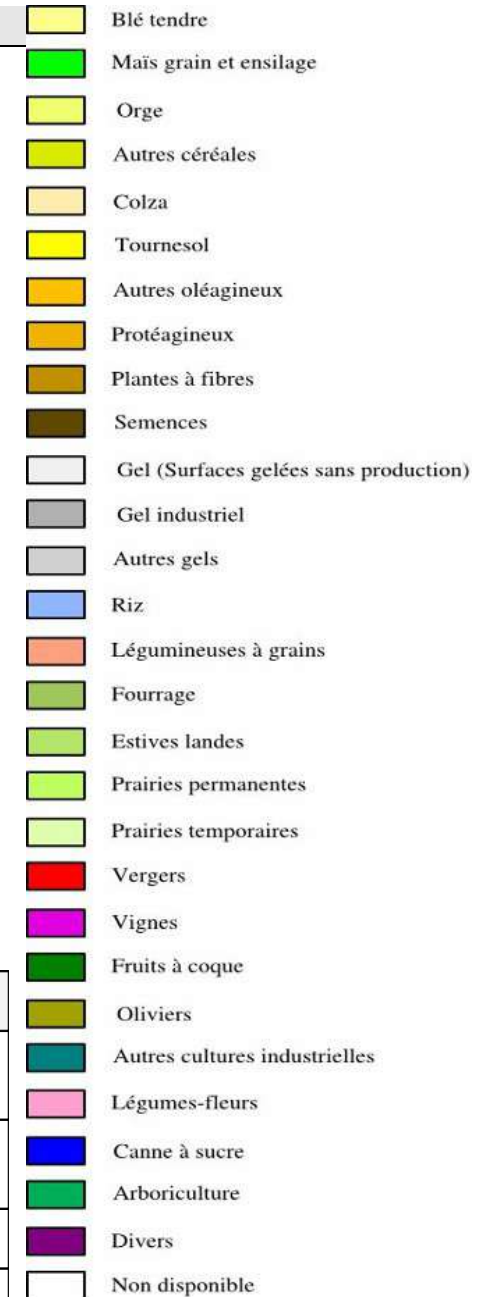 Blé tendre
Maïs grain et ensilage
Orge
Autres céréales
Colza
Tournesol
Autres oléagineux
Protéagineux
Plantes à fibres
Semences
Gel (Surfaces gelées sans production)
Gel industriel
Autres gels
Riz
Légumineuses à grains
Fourrage
Estives landes
Prairies permanentes
Prairies temporaires
Vergers
Vignes
Fruits à coque
Oliviers
Autres cultures industrielles
Légumes-fleurs
Canne à sucre
Arboriculture
Divers
Non disponible